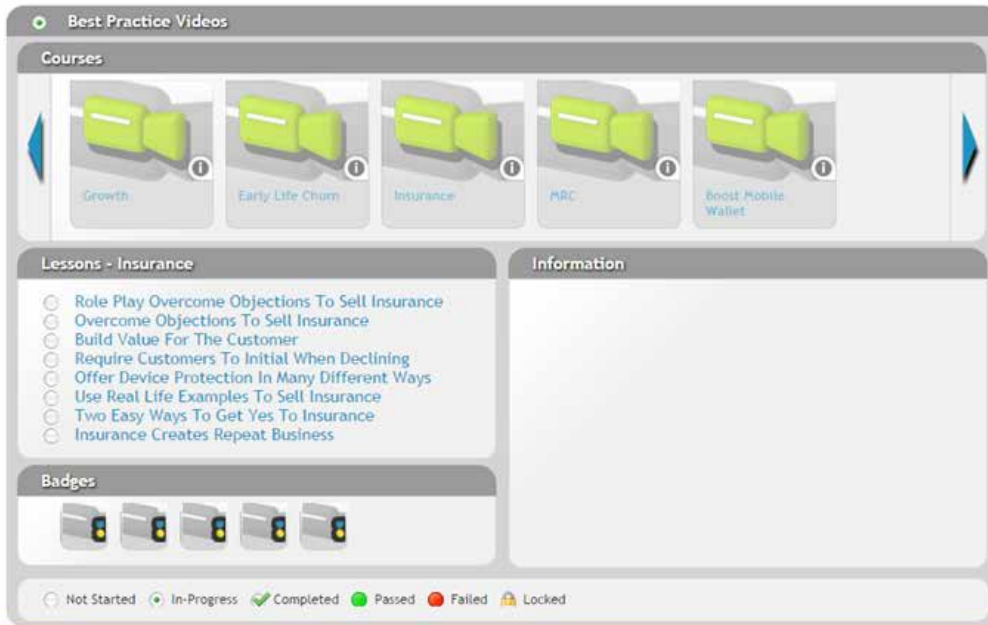 Best Practice Videos
Courses
Growth
Early Life Churn
Insurance
MRC
Boost Mobile
Wallet
Lessons - Insurance
Role Play Overcome Objections To Sell Insurance
Overcome Objections To Sell Insurance
Build Value For The Customer
Require Customers To Initial When Declining
Offer Device Protection In Many Different Ways
Use Real Life Examples To Sell Insurance
Two Easy Ways To Get Yes To Insurance
Insurance Creates Repeat Business
Information
Badges
Not Started In-Progress Completed Passed Failed Locked